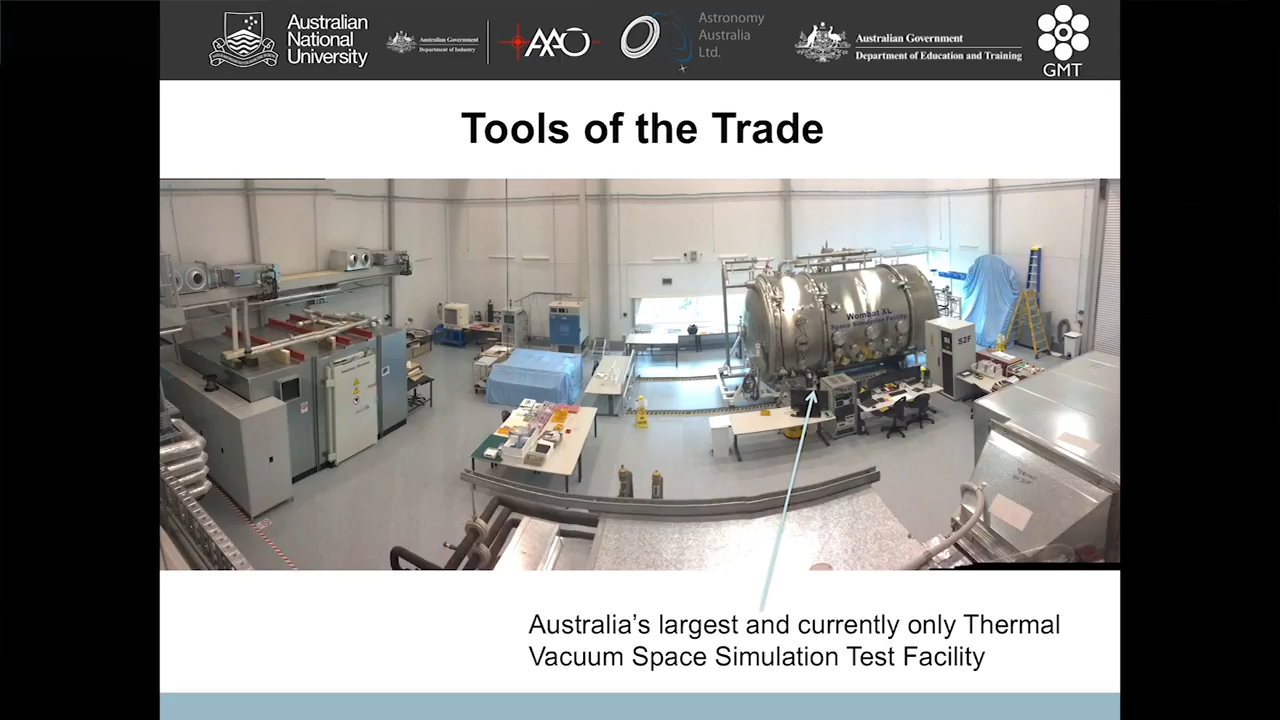 Australian
National
University
Australian Government
Department of Industry
AAO
Astronomy
Australia
Ltd.
Australian Government
Department of Education and Training
GMT
Tools of the Trade
Wombat XL
Space Simulation Facility
S2F
Australia's largest and currently only Thermal
Vacuum Space Simulation Test Facility